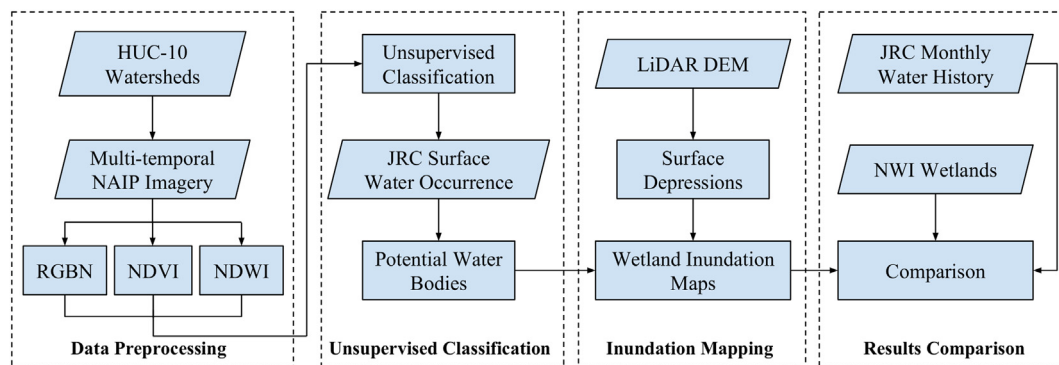 HUC-10
Watersheds
Multi-temporal
NAIP Imagery
RGBN
NDVI
NDWI
Data Preprocessing
Unsupervised
Classification
JRC Surface
Water Occurrence
Potential Water
Bodies
Unsupervised Classification
LiDAR DEM
Surface
Depressions
Wetland Inundation
Maps
Inundation Mapping
JRC Monthly
Water History
NWI Wetlands
Comparison
Results Comparison